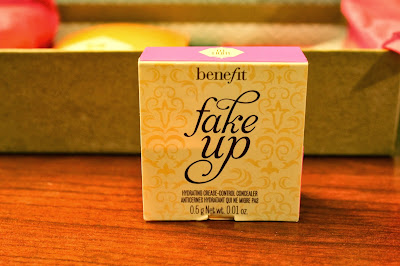 benefit
fake
up
HYDRATING CREASE-CONTROL CONCEALER
ANTICERNES HYDRATANT QUI NE MIGRE PAS
0.5 g Net wt. 0.01 oz.